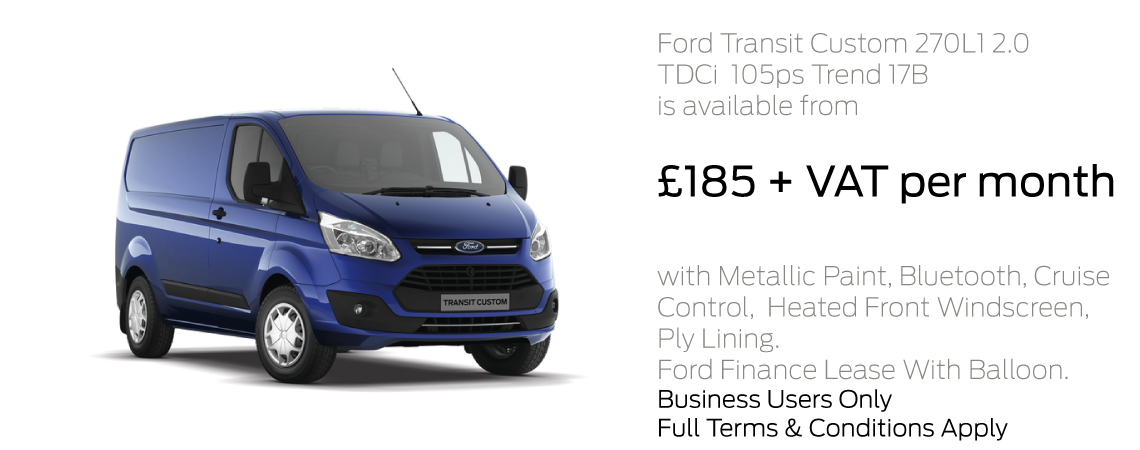 Ford Transit Custom 270L1 2.0
TDCi 105ps Trend 17B
is available from
£185 + VAT per month
with Metallic Paint, Bluetooth, Cruise
Control, Heated Front Windscreen,
Ply Lining.
Ford Finance Lease With Balloon.
Business Users Only
Full Terms & Conditions Apply
Ford
TRANSIT CUSTOM